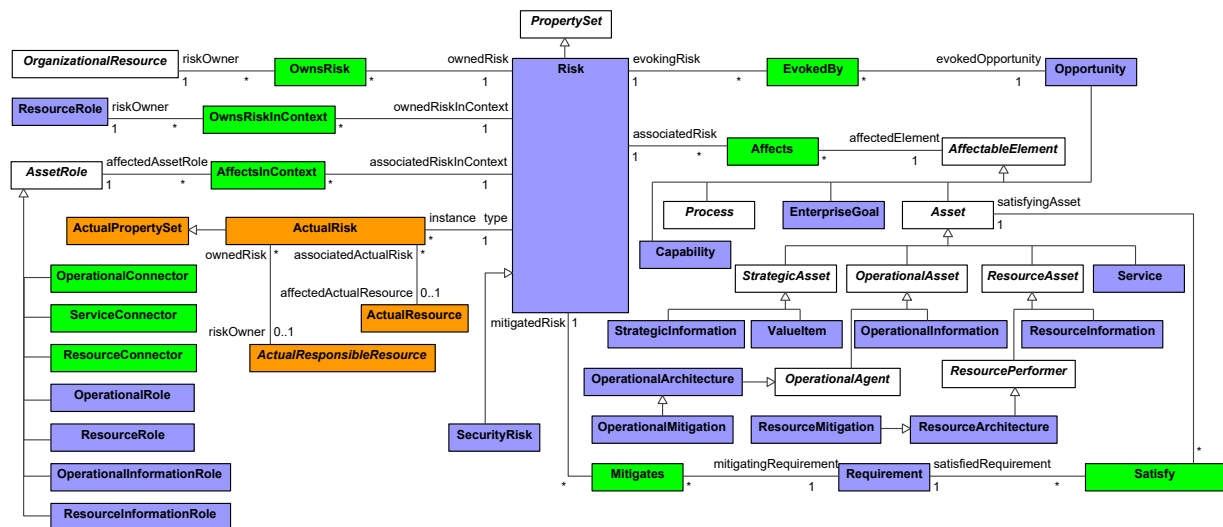 PropertySet
OrganizationalResource
riskOwner
1
*
OwnsRisk
*
ownedRisk
1
Risk
evokingRisk
1
*
EvokedBy
*
evokedOpportunity
1
Opportunity
ResourceRole
riskOwner
1
*
OwnsRiskInContext
*
ownedRiskInContext
1
associatedRisk
1
*
Affects
*
affectedElement
1
AffectableElement
AssetRole
affectedAssetRole
1
*
AffectsInContext
*
associatedRiskInContext
1
Process
EnterpriseGoal
Asset
satisfyingAsset
1
Capability
ActualPropertySet
ActualRisk
instance
*
type
1
ownedRisk
*
associatedActualRisk
*
StrategicAsset
OperationalAsset
ResourceAsset
Service
OperationalConnector
affectedActualResource
0..1
ActualResource
ServiceConnector
mitigatedRisk
1
StrategicInformation
ValueItem
OperationalInformation
ResourceInformation
riskOwner
0..1
ActualResponsibleResource
ResourceConnector
OperationalArchitecture
OperationalAgent
ResourcePerformer
OperationalRole
OperationalMitigation
ResourceMitigation
ResourceArchitecture
ResourceRole
SecurityRisk
OperationalInformationRole
*
Mitigates
*
mitigatingRequirement
1
Requirement
satisfiedRequirement
1
*
Satisfy
*
ResourceInformationRole